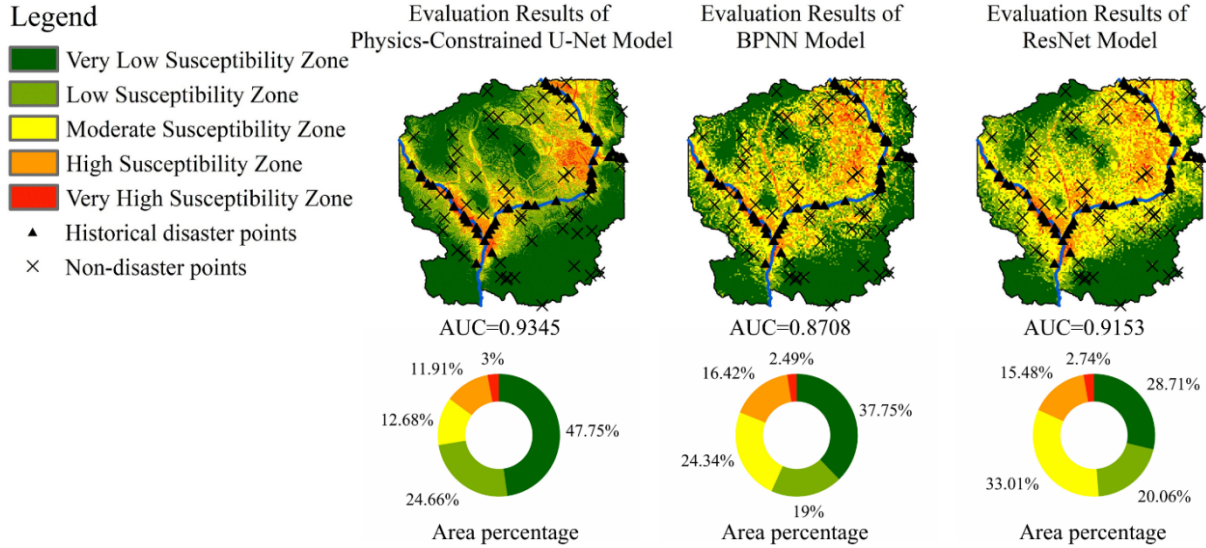 Legend
Very Low Susceptibility Zone
Low Susceptibility Zone
Moderate Susceptibility Zone
High Susceptibility Zone
Very High Susceptibility Zone
Historical disaster points
Non-disaster points
Evaluation Results of
Physics-Constrained U-Net Model
AUC=0.9345
3%
11.91%
12.68%
47.75%
24.66%
Area percentage
Evaluation Results of
BPNN Model
AUC=0.8708
2.49%
16.42%
37.75%
24.34%
19%
Area percentage
Evaluation Results of
ResNet Model
AUC=0.9153
2.74%
15.48%
28.71%
33.01%
20.06%
Area percentage